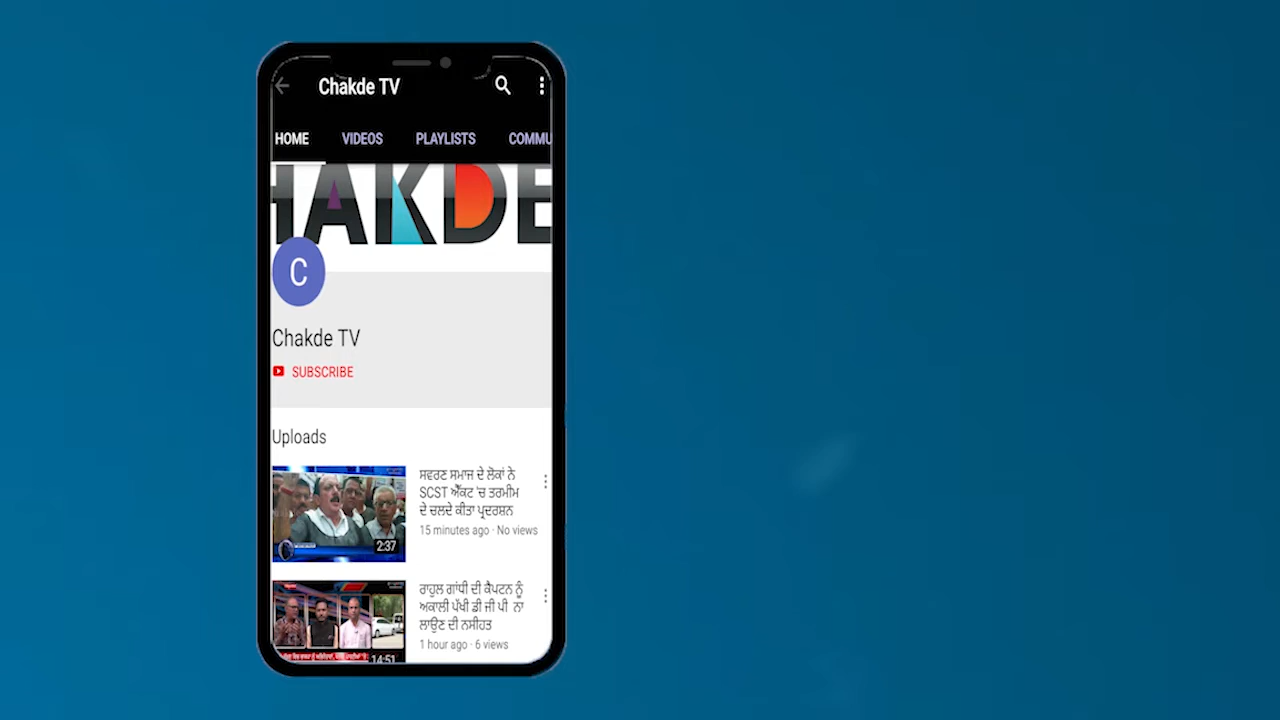 Chakde TV
HOME VIDEOS PLAYLISTS COMMU
HAKDE
C
Chakde TV
SUBSCRIBE
Uploads
ਸਵਰਣ ਸਮਾਜ ਦੇ ਲੋਕਾਂ ਨੇ
SCST ਐਕਟ 'ਚ ਤਰਮੀਮ
ਦੇ ਚਲਦੇ ਕੀਤਾ ਪ੍ਰਦਰਸ਼ਨ
15 minutes ago · No views
2:37
ਰਾਹੁਲ ਗਾਂਧੀ ਦੀ ਕੈਪਟਨ ਨੂੰ
ਅਕਾਲੀ ਪੱਖੀ ਡੀ ਜੀ ਪੀ ਨਾ
ਲਾਉਣ ਦੀ ਨਸੀਹਤ
1 hour ago · 6 views
14:51